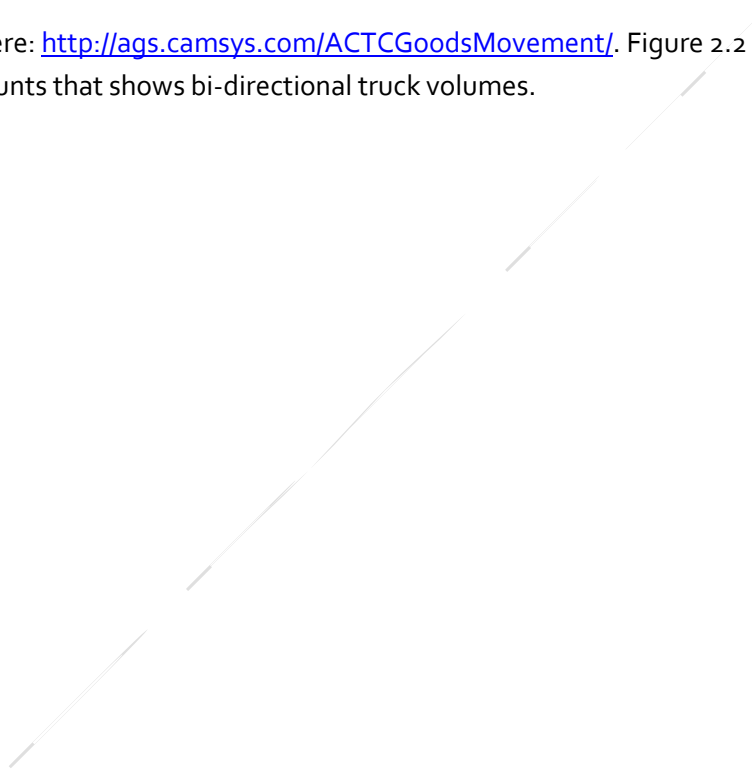 ere: http://ags.camsys.com/ACTCGoodsMovement/. Figure 2.2
unts that shows bi-directional truck volumes.